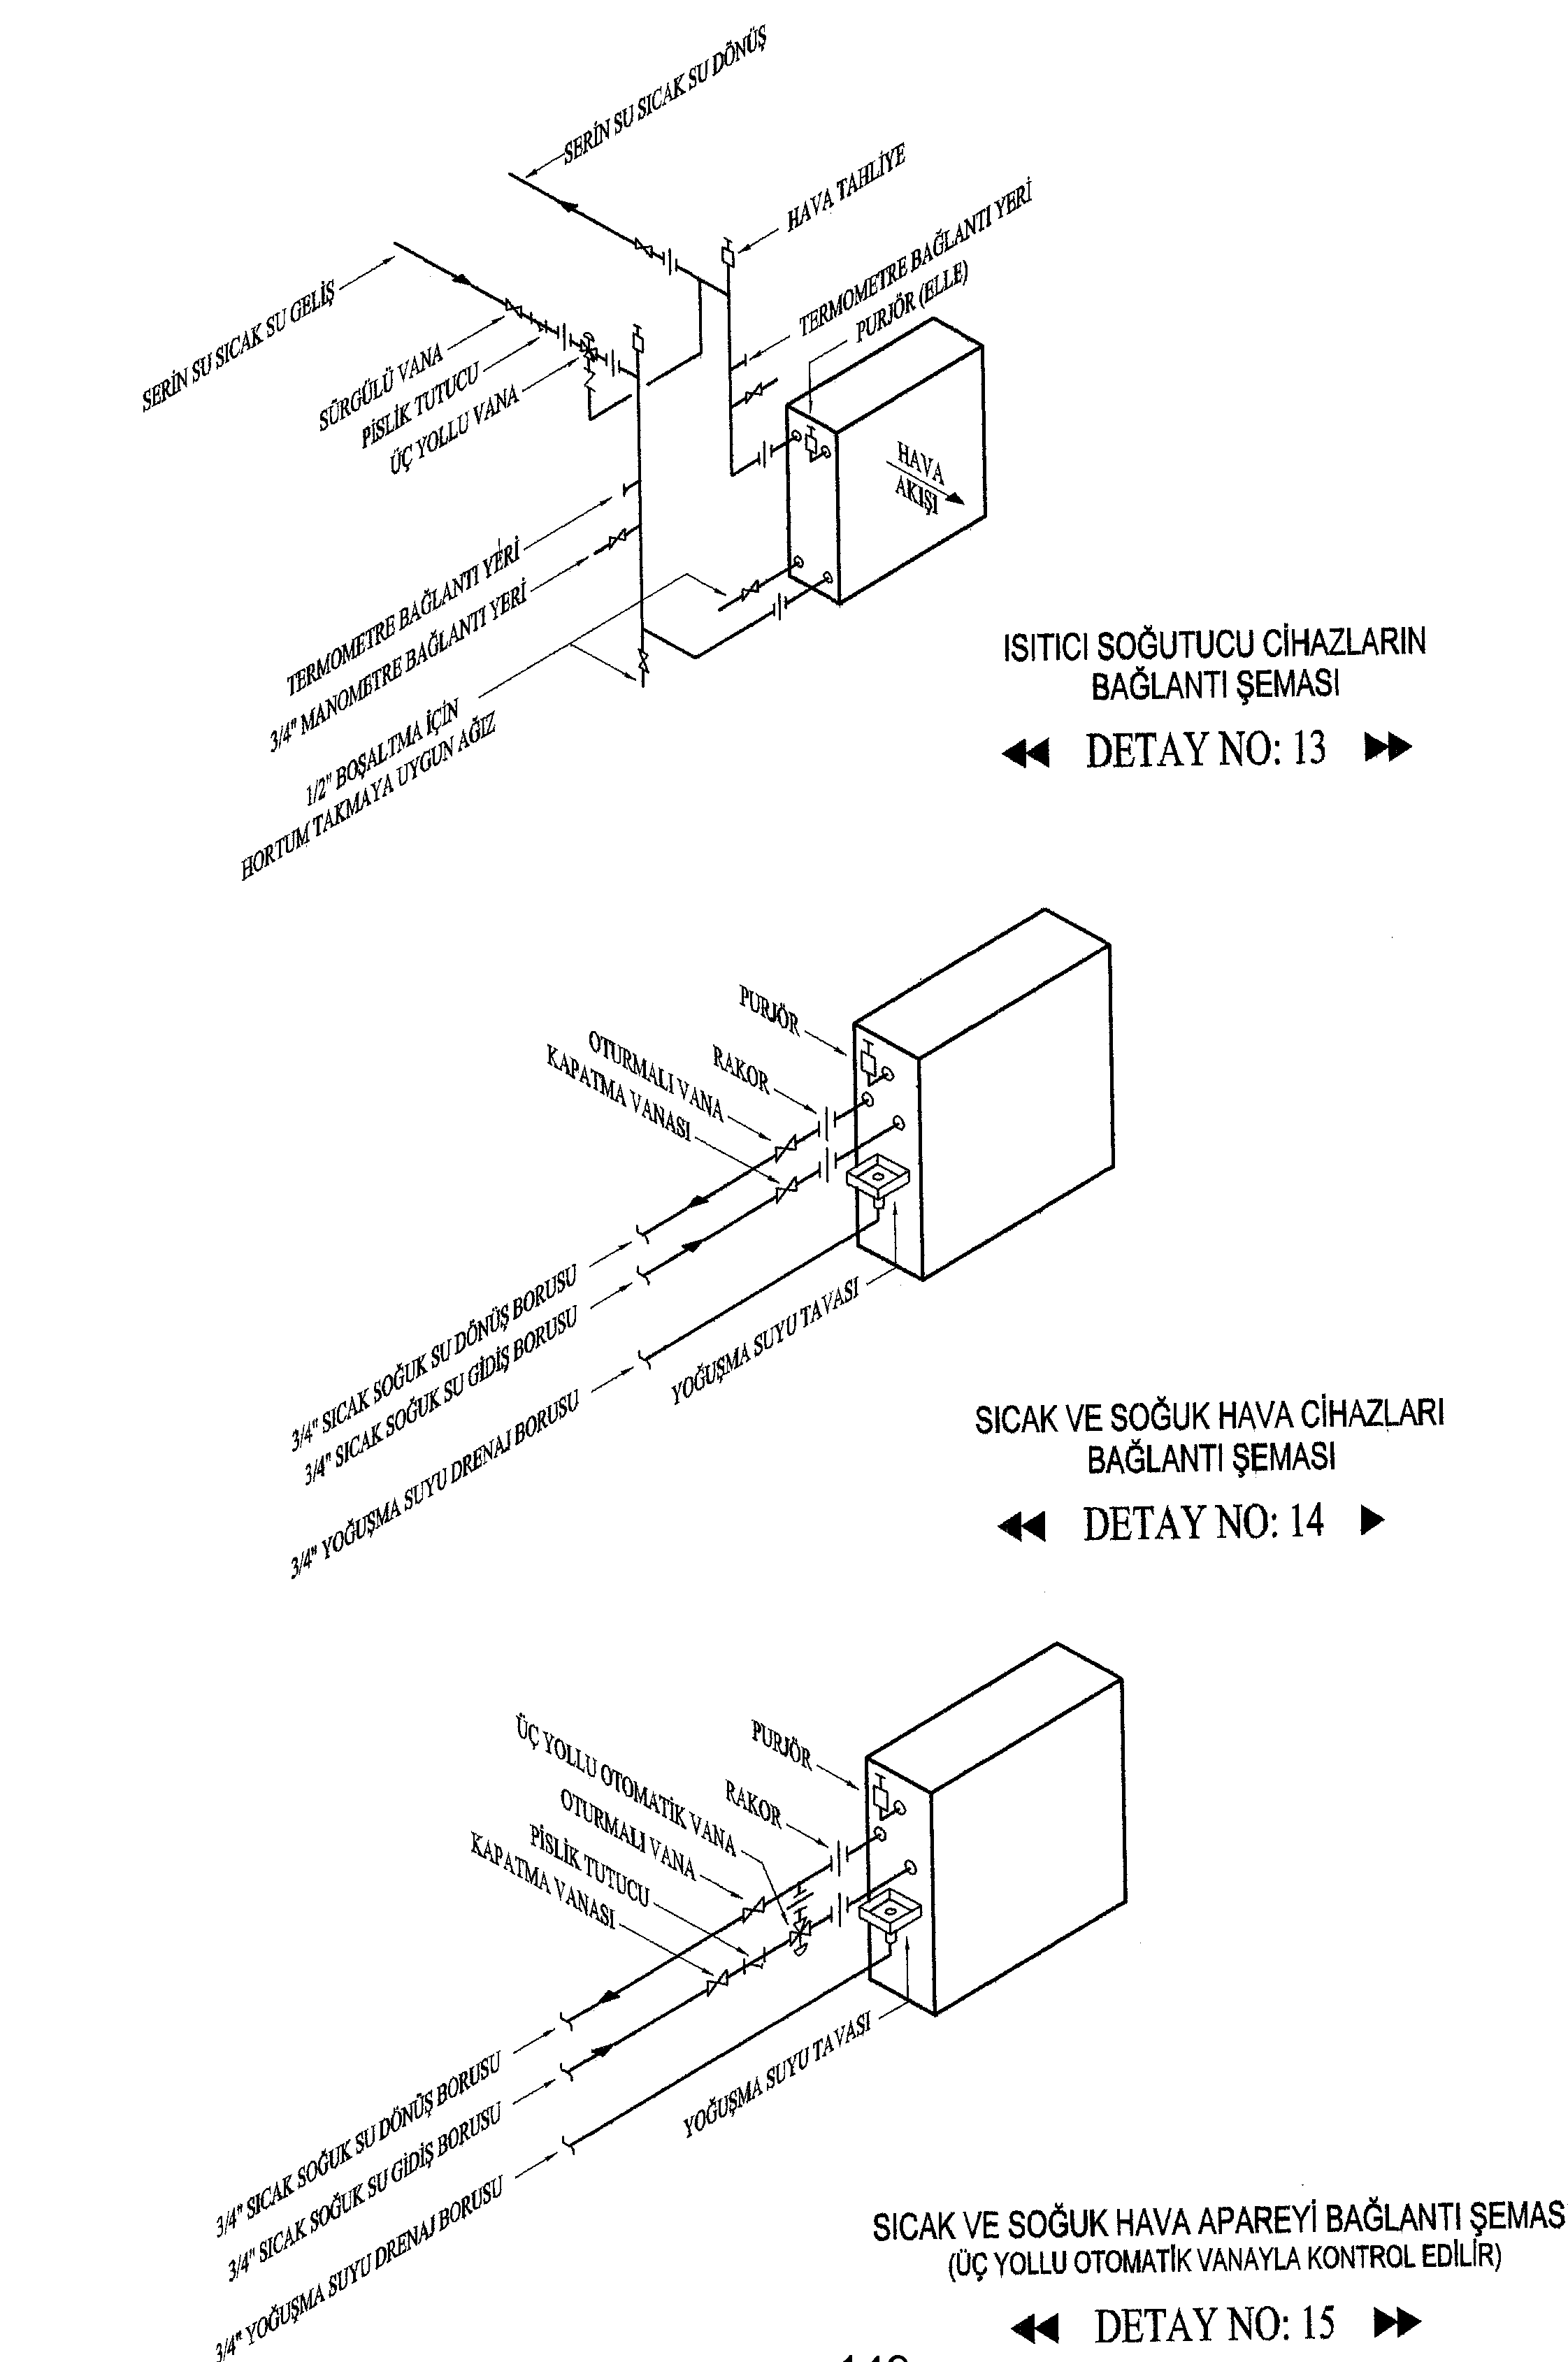 SERİN SU SICAK SU DÖNÜŞ
HAVA TAHLİYE
TERMOMETRE BAĞLANTI YERİ
PURJÖR (ELLE)
SERİN SU SICAK SU GELİŞ
SÜRGÜLÜ VANA
PİSLİK TUTUCU
ÜÇ YOLLU VANA
HAVA
AKIŞI
TERMOMETRE BAĞLANTI YERİ
3/4" MANOMETRE BAĞLANTI YERİ
1/2" BOŞALTMA İÇİN
HORTUM TAKMAYA UYGUN AĞIZ
ISITICI SOĞUTUCU CİHAZLARIN
BAĞLANTI ŞEMASI
DETAY NO: 13
PURJÖR
RAKOR
OTURMALI VANA
KAPATMA VANASI
3/4" SICAK SOĞUK SU DÖNÜŞ BORUSU
3/4" SICAK SOĞUK SU GİDİŞ BORUSU
3/4" YOĞUŞMA SUYU DRENAJ BORUSU
YOĞUŞMA SUYU TAVASI
SICAK VE SOĞUK HAVA CİHAZLARI
BAĞLANTI ŞEMASI
DETAY NO: 14
PURJÖR
RAKOR
ÜÇ YOLLU OTOMATİK VANA
OTURMALI VANA
PİSLİK TUTUCU
KAPATMA VANASI
3/4" SICAK SOĞUK SU DÖNÜŞ BORUSU
3/4" SICAK SOĞUK SU GİDİŞ BORUSU
3/4" YOĞUŞMA SUYU DRENAJ BORUSU
YOĞUŞMA SUYU TAVASI
SICAK VE SOĞUK HAVA APAREYİ BAĞLANTI ŞEMAS
(ÜÇ YOLLU OTOMATİK VANAYLA KONTROL EDİLİR)
DETAY NO: 15